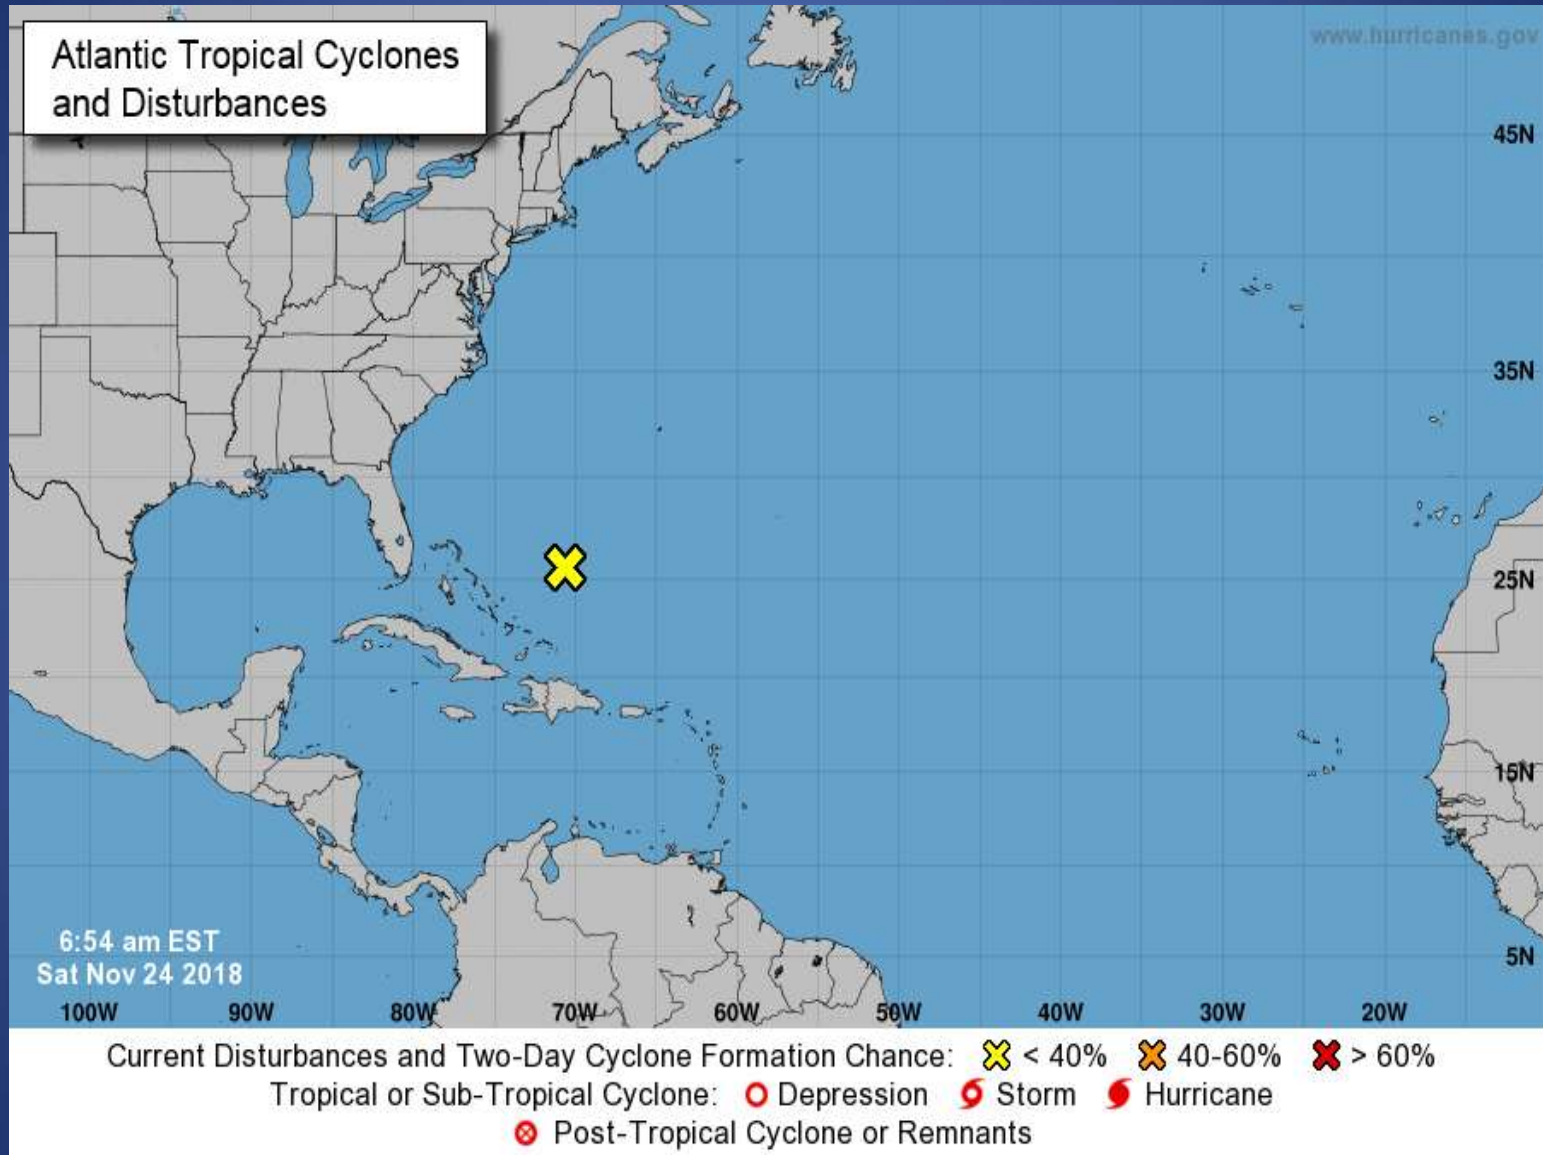 Atlantic Tropical Cyclones
and Disturbances
www.hurricanes.gov
45N
35N
25N
15N
5N
6:54 am EST
Sat Nov 24 2018
100W 90W 80W 70W 60W 50W 40W 30W 20W
Current Disturbances and Two-Day Cyclone Formation Chance: < 40% 40-60% > 60%
Tropical or Sub-Tropical Cyclone: Depression Storm Hurricane
Post-Tropical Cyclone or Remnants